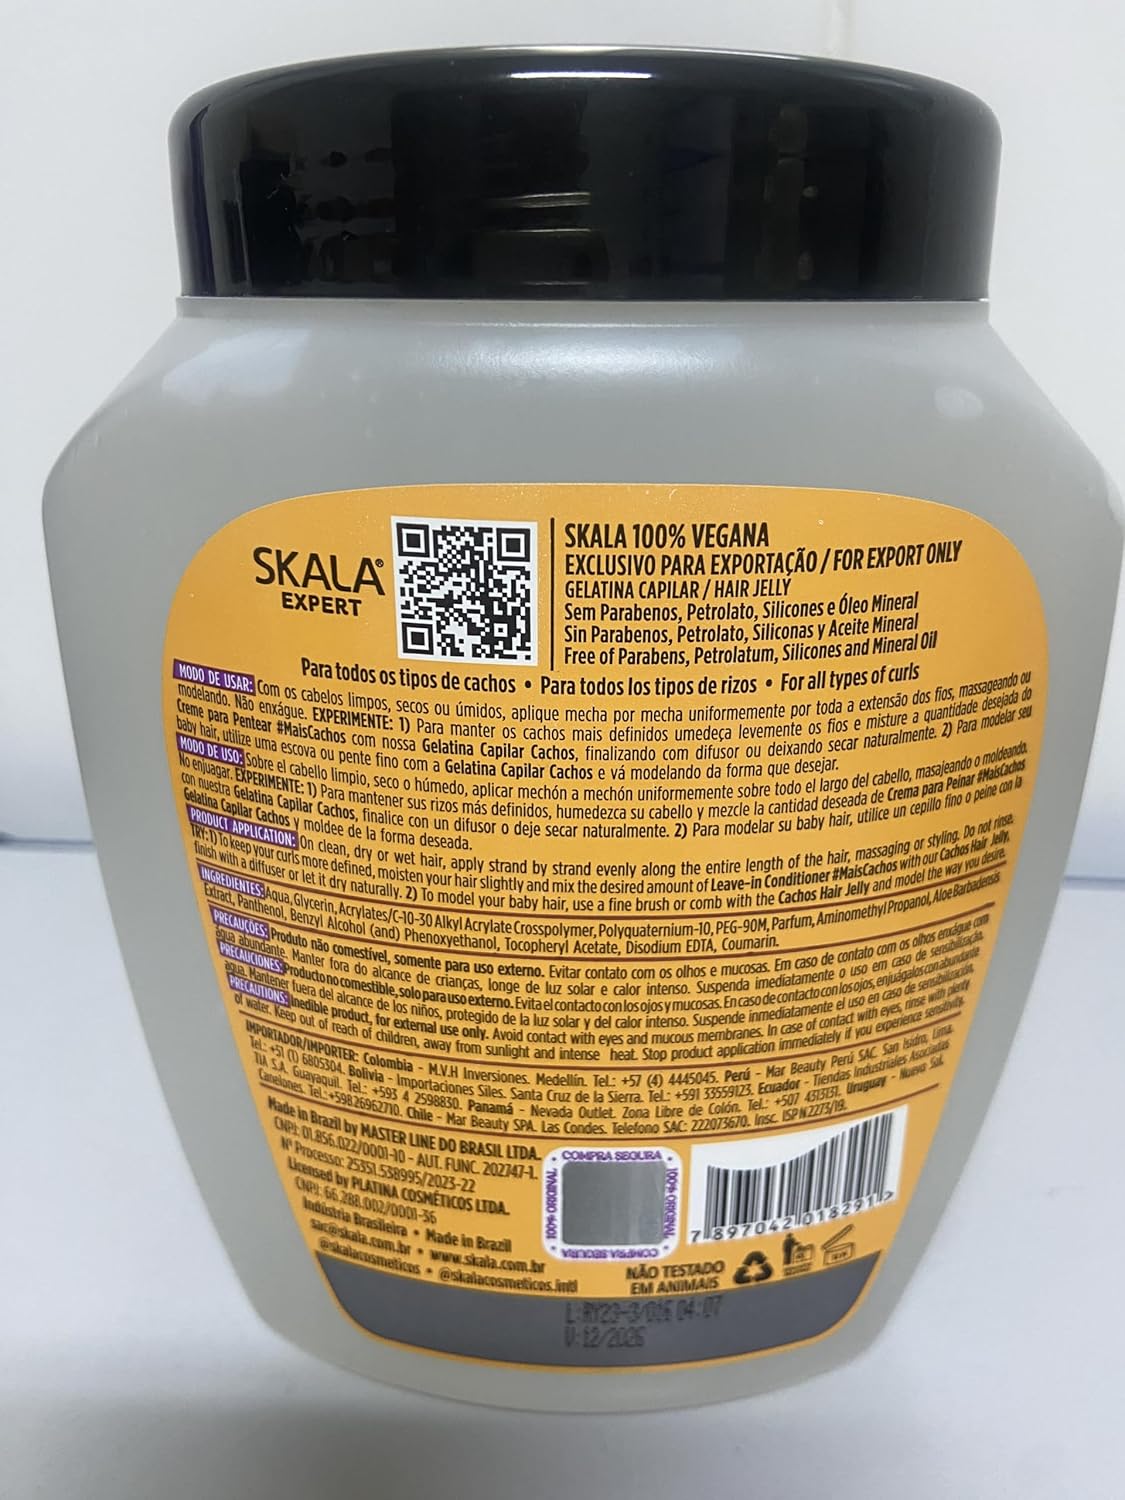 SKALA®
EXPERT
SKALA 100% VEGANA
EXCLUSIVO PARA EXPORTAÇÃO / FOR EXPORT ONLY
GELATINA CAPILAR / HAIR JELLY
Sem Parabenos, Petrolato, Silicones e Óleo Mineral
Sin Parabenos, Petrolato, Siliconas y Aceite Mineral
Free of Parabens, Petrolatum, Silicones and Mineral Oil
Para todos os tipos de cachos • Para todos los tipos de rizos • For all types of curls
MODO DE USAR: Com os cabelos limpos, secos ou úmidos, aplique mecha por mecha uniformemente por toda a extensão dos fios, massageando ou
modelando. Não enxágue. EXPERIMENTE: 1) Para manter os cachos mais definidos umedeça levemente os fios e misture a quantidade desejada do
Creme para Pentear #MaisCachos com nossa Gelatina Capilar Cachos, finalizando com difusor ou deixando secar naturalmente. 2) Para modelar seu
baby hair, utilize uma escova ou pente fino com a Gelatina Capilar Cachos e vá modelando da forma que desejar.
MODO DE USO: Sobre el cabello limpio, seco o húmedo, aplicar mechón a mechón uniformemente sobre todo el largo del cabello, masajeando o moldeando.
No enjuagar. EXPERIMENTE: 1) Para mantener sus rizos más definidos, humedezca su cabello y mezcle la cantidad deseada de Crema para Peinar #MaisCachos
con nuestra Gelatina Capilar Cachos, finalice con un difusor o deje secar naturalmente. 2) Para modelar su baby hair, utilice un cepillo fino o peine con la
Gelatina Capilar Cachos y moldee de la forma deseada.
PRODUCT APPLICATION: On clean, dry or wet hair, apply strand by strand evenly along the entire length of the hair, massaging or styling. Do not rinse.
TRY: 1) To keep your curls more defined, moisten your hair slightly and mix the desired amount of Leave-in Conditioner #MaisCachos with our Cachos Hair Jelly,
finish with a diffuser or let it dry naturally. 2) To model your baby hair, use a fine brush or comb with the Cachos Hair Jelly and model the way you desire.
INGREDIENTES: Aqua, Glycerin, Acrylates/C-10-30 Alkyl Acrylate Crosspolymer, Polyquaternium-10, PEG-90M, Parfum, Aminomethyl Propanol, Aloe Barbadensis
Extract, Panthenol, Benzyl Alcohol (and) Phenoxyethanol, Tocopheryl Acetate, Disodium EDTA, Coumarin.
PRECAUÇÕES: Produto não comestível, somente para uso externo. Evitar contato com os olhos e mucosas. Em caso de contato com os olhos enxágue com
água abundante. Manter fora do alcance de crianças, longe de luz solar e calor intenso. Suspenda imediatamente o uso em caso de sensibilização.
PRECAUCIONES: Producto no comestible, solo para uso externo. Evita el contacto con los ojos y mucosas. En caso de contacto con los ojos, enjuágalos con abundante
agua. Mantener fuera del alcance de los niños, protegido de la luz solar y del calor intenso. Suspende inmediatamente el uso en caso de sensibilización.
PRECAUTIONS: Inedible product, for external use only. Avoid contact with eyes and mucous membranes. In case of contact with eyes, rinse with plenty
of water. Keep out of reach of children, away from sunlight and intense heat. Stop product application immediately if you experience sensitivity.
IMPORTADOR/IMPORTER: Colombia - M.V.H Inversiones. Medellín. Tel.: +57 (4) 4445045. Perú - Mar Beauty Perú SAC. San Isidro, Lima.
Tel.: +51 (1) 6805304. Bolivia - Importaciones Siles. Santa Cruz de la Sierra. Tel.: +591 33559123. Ecuador - Tiendas Industriales Asociadas
TIA S.A. Guayaquil. Tel.: +593 4 2598830. Panamá - Nevada Outlet. Zona Libre de Colón. Tel.: +507 4313131. Uruguay - Nueva Sol.
Canelones. Tel.:+59826962710. Chile - Mar Beauty SPA. Las Condes. Telefono SAC: 222073670. Insc. ISP N 2273/19.
Made in Brazil by MASTER LINE DO BRASIL LTDA.
CNPJ: 01.856.022/0001-10 - AUT. FUNC. 202747-1.
N° Processo: 25351.538995/2023-22
Licensed by PLATINA COSMÉTICOS LTDA.
CNPJ: 66.288.002/0001-36
Indústria Brasileira • Made in Brazil
sac@skala.com.br • www.skala.com.br
@skalacosmeticos • @skalacosmeticos.intl
COMPRA SEGURA
100% ORIGINAL
COMPRA SEGURA
100% ORIGINAL
7 897042 018291 >
NÃO TESTADO
EM ANIMAIS
V: 12/2026